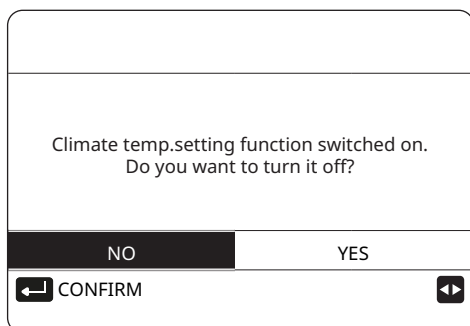 Climate temp.setting function switched on.
Do you want to turn it off?
NO YES
CONFIRM